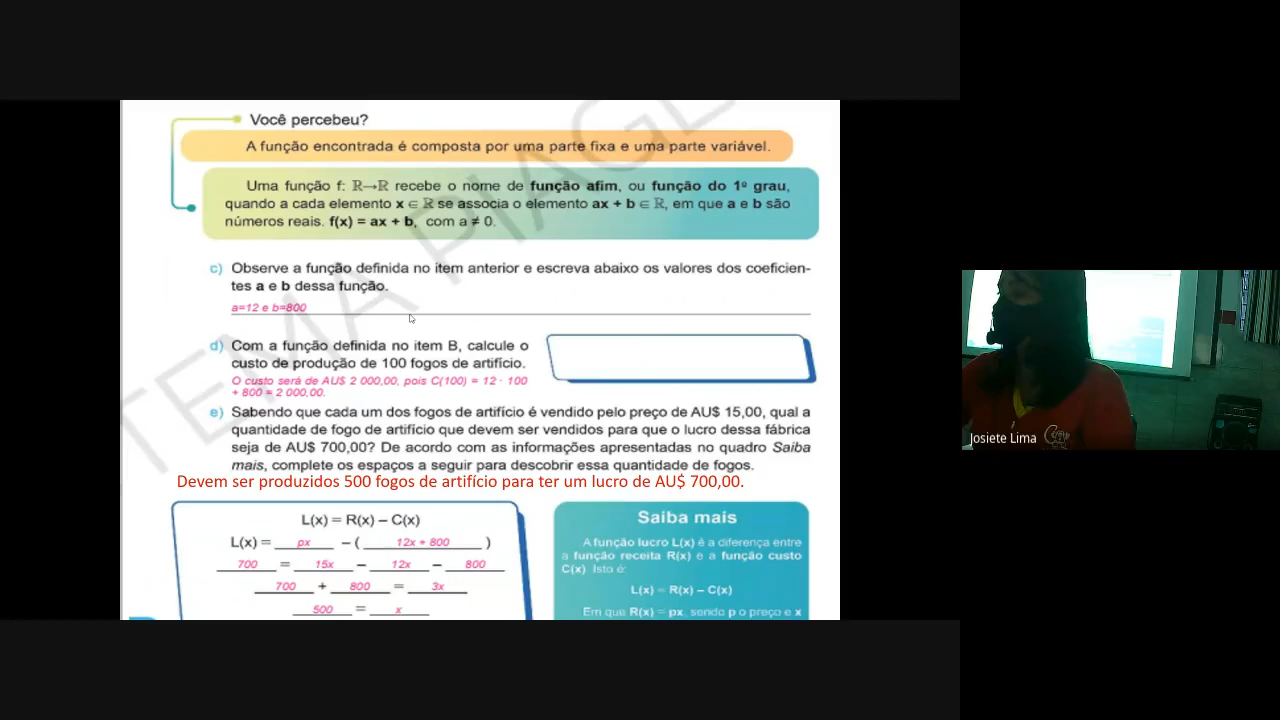 Você percebeu?
A função encontrada é composta por uma parte fixa e uma parte variável.
Uma função f: ℝ→ℝ recebe o nome de função afim, ou função do 1º grau,
quando a cada elemento x ∈ ℝ se associa o elemento ax + b ∈ ℝ, em que a e b são
números reais. f(x) = ax + b, com a ≠ 0.
c) Observe a função definida no item anterior e escreva abaixo os valores dos coeficien-
tes a e b dessa função.
a=12 e b=800
d) Com a função definida no item B, calcule o
custo de produção de 100 fogos de artifício.
O custo será de AU$ 2 000,00, pois C(100) = 12 · 100
+ 800 = 2 000,00.
e) Sabendo que cada um dos fogos de artifício é vendido pelo preço de AU$ 15,00, qual a
quantidade de fogo de artifício que devem ser vendidos para que o lucro dessa fábrica
seja de AU$ 700,00? De acordo com as informações apresentadas no quadro Saiba
mais, complete os espaços a seguir para descobrir essa quantidade de fogos.
Devem ser produzidos 500 fogos de artifício para ter um lucro de AU$ 700,00.
L(x) = R(x) – C(x)
L(x) = px – ( 12x + 800 )
700 = 15x – 12x – 800
700 + 800 = 3x
500 = x
Saiba mais
A função lucro L(x) é a diferença entre
a função receita R(x) e a função custo
C(x). Isto é:
L(x) = R(x) – C(x)
Em que R(x) = px, sendo p o preço e x
TEMA PIAGE
Josiete Lima